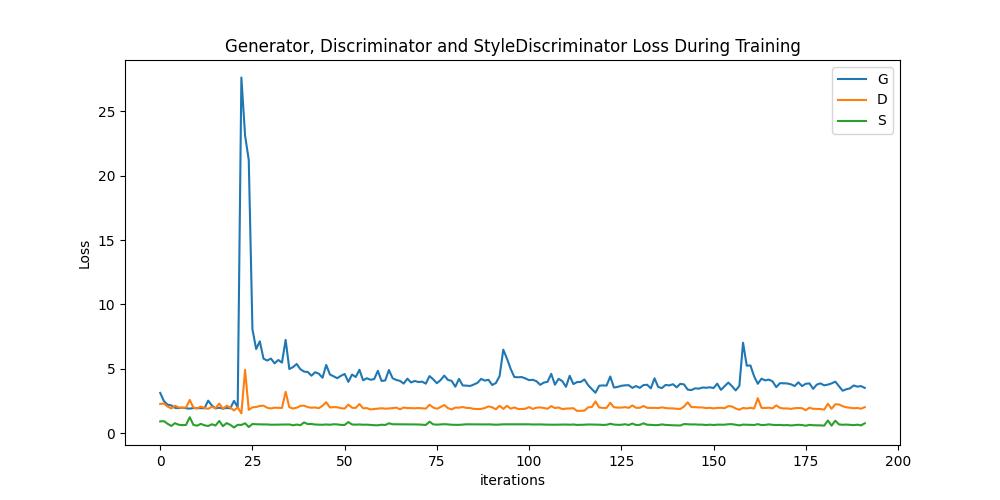 Generator, Discriminator and StyleDiscriminator Loss During Training
G
D
S
Loss
25
20
15
10
5
0
0 25 50 75 100 125 150 175 200
iterations